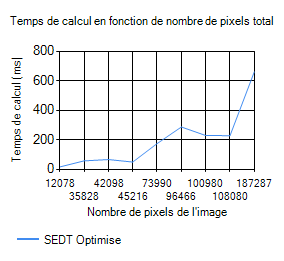 Temps de calcul en fonction de nombre de pixels total
Temps de calcul (ms)
800
600
400
200
0
12078 42098 73990 100980 187287
35828 45216 96466 108080
Nombre de pixels de l'image
SEDT Optimise